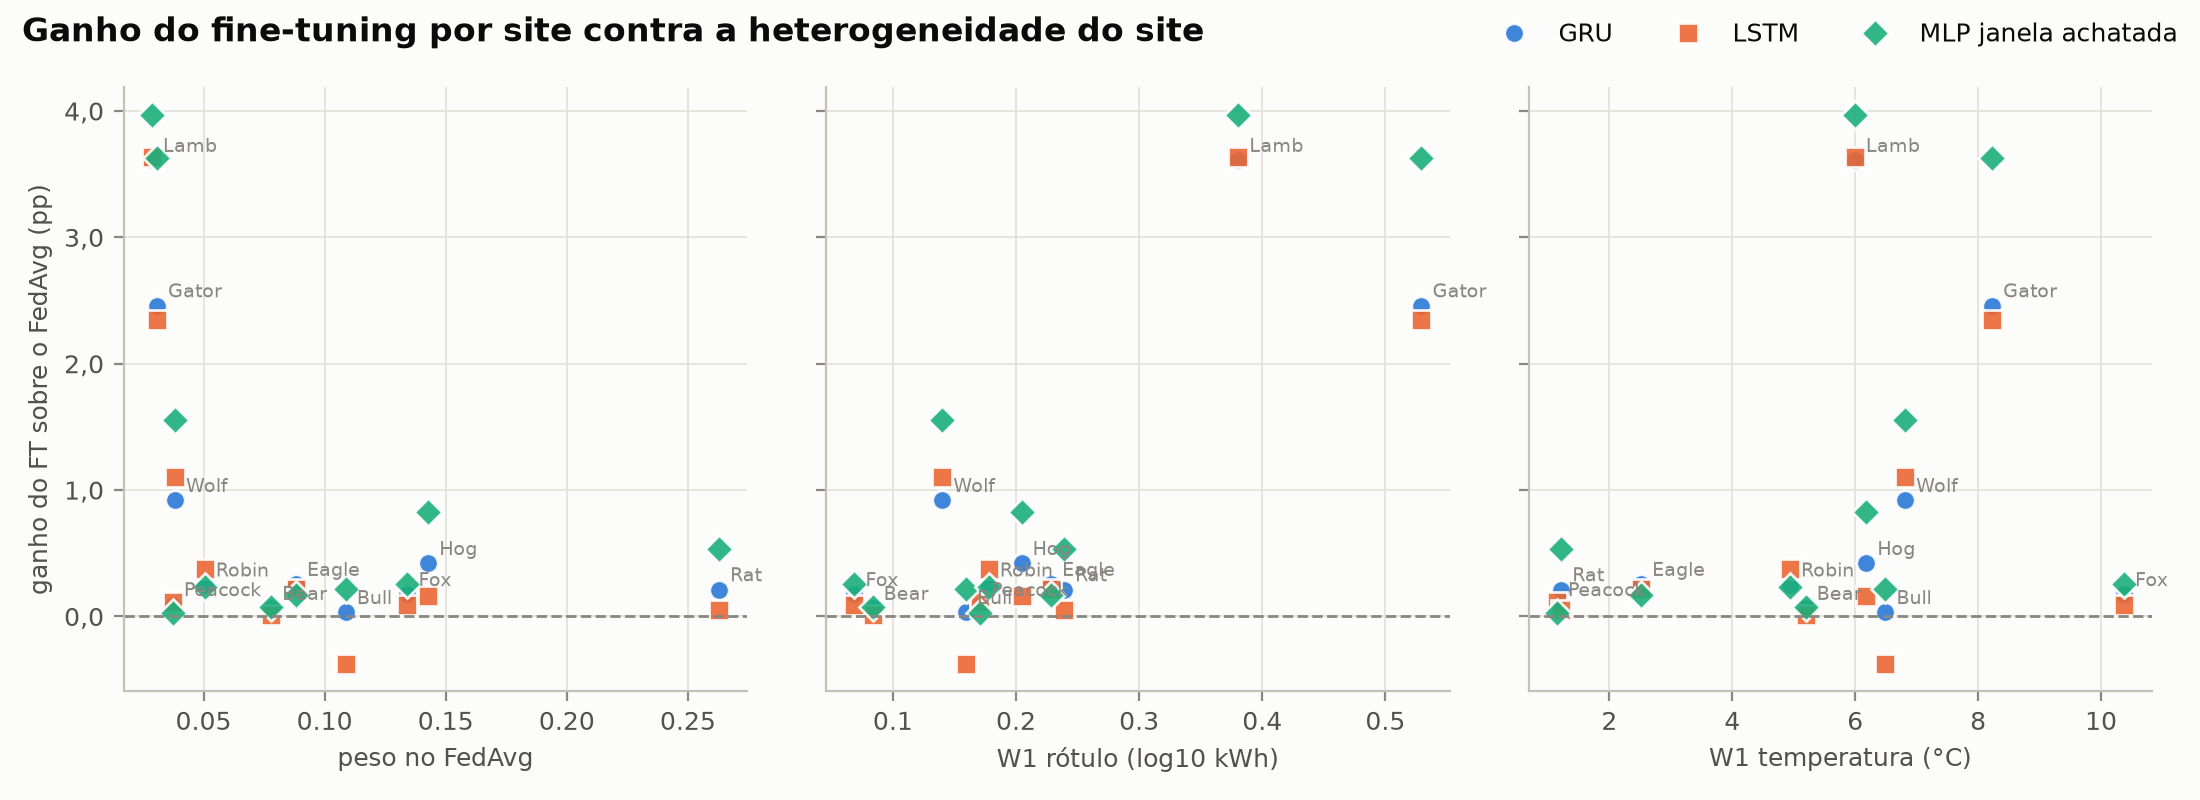 Ganho do fine-tuning por site contra a heterogeneidade do site
GRU
LSTM
MLP janela achatada
ganho do FT sobre o FedAvg (pp)
4,0
3,0
2,0
1,0
0,0
Lamb
Gator
Wolf
Hog
Robin
Eagle
Peacock
Bear
Bull
Fox
Rat
0.05
0.10
0.15
0.20
0.25
peso no FedAvg
Lamb
Gator
Wolf
Hog
Robin
Eagle
Rat
Fox
Bear
Peacock
Bull
0.1
0.2
0.3
0.4
0.5
W1 rótulo (log10 kWh)
Lamb
Gator
Wolf
Hog
Rat
Eagle
Robin
Peacock
Bear
Bull
Fox
2
4
6
8
10
W1 temperatura (°C)